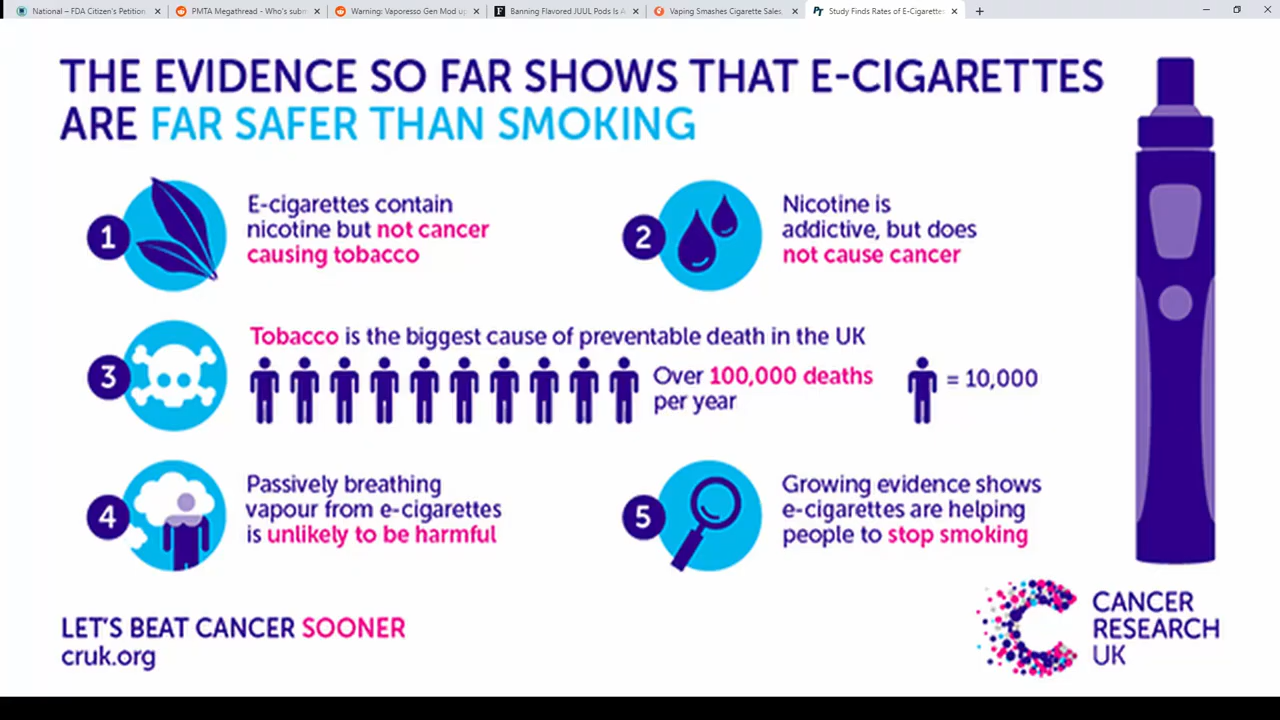 National – FDA Citizen's Petition
PMTA Megathread - Who's subm
Warning: Vaporesso Gen Mod u
Banning Flavored JUUL Pods Is A
Vaping Smashes Cigarette Sales
Study Finds Rates of E-Cigarettes
THE EVIDENCE SO FAR SHOWS THAT E-CIGARETTES
ARE FAR SAFER THAN SMOKING
1
E-cigarettes contain
nicotine but not cancer
causing tobacco
2
Nicotine is
addictive, but does
not cause cancer
3
Tobacco is the biggest cause of preventable death in the UK
Over 100,000 deaths
per year
= 10,000
4
Passively breathing
vapour from e-cigarettes
is unlikely to be harmful
5
Growing evidence shows
e-cigarettes are helping
people to stop smoking
LET'S BEAT CANCER SOONER
cruk.org
CANCER
RESEARCH
UK